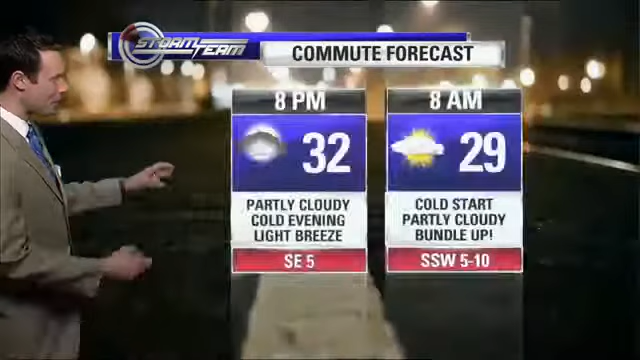 STORM TEAM
COMMUTE FORECAST
8 PM
32
PARTLY CLOUDY
COLD EVENING
LIGHT BREEZE
SE 5
8 AM
29
COLD START
PARTLY CLOUDY
BUNDLE UP!
SSW 5-10